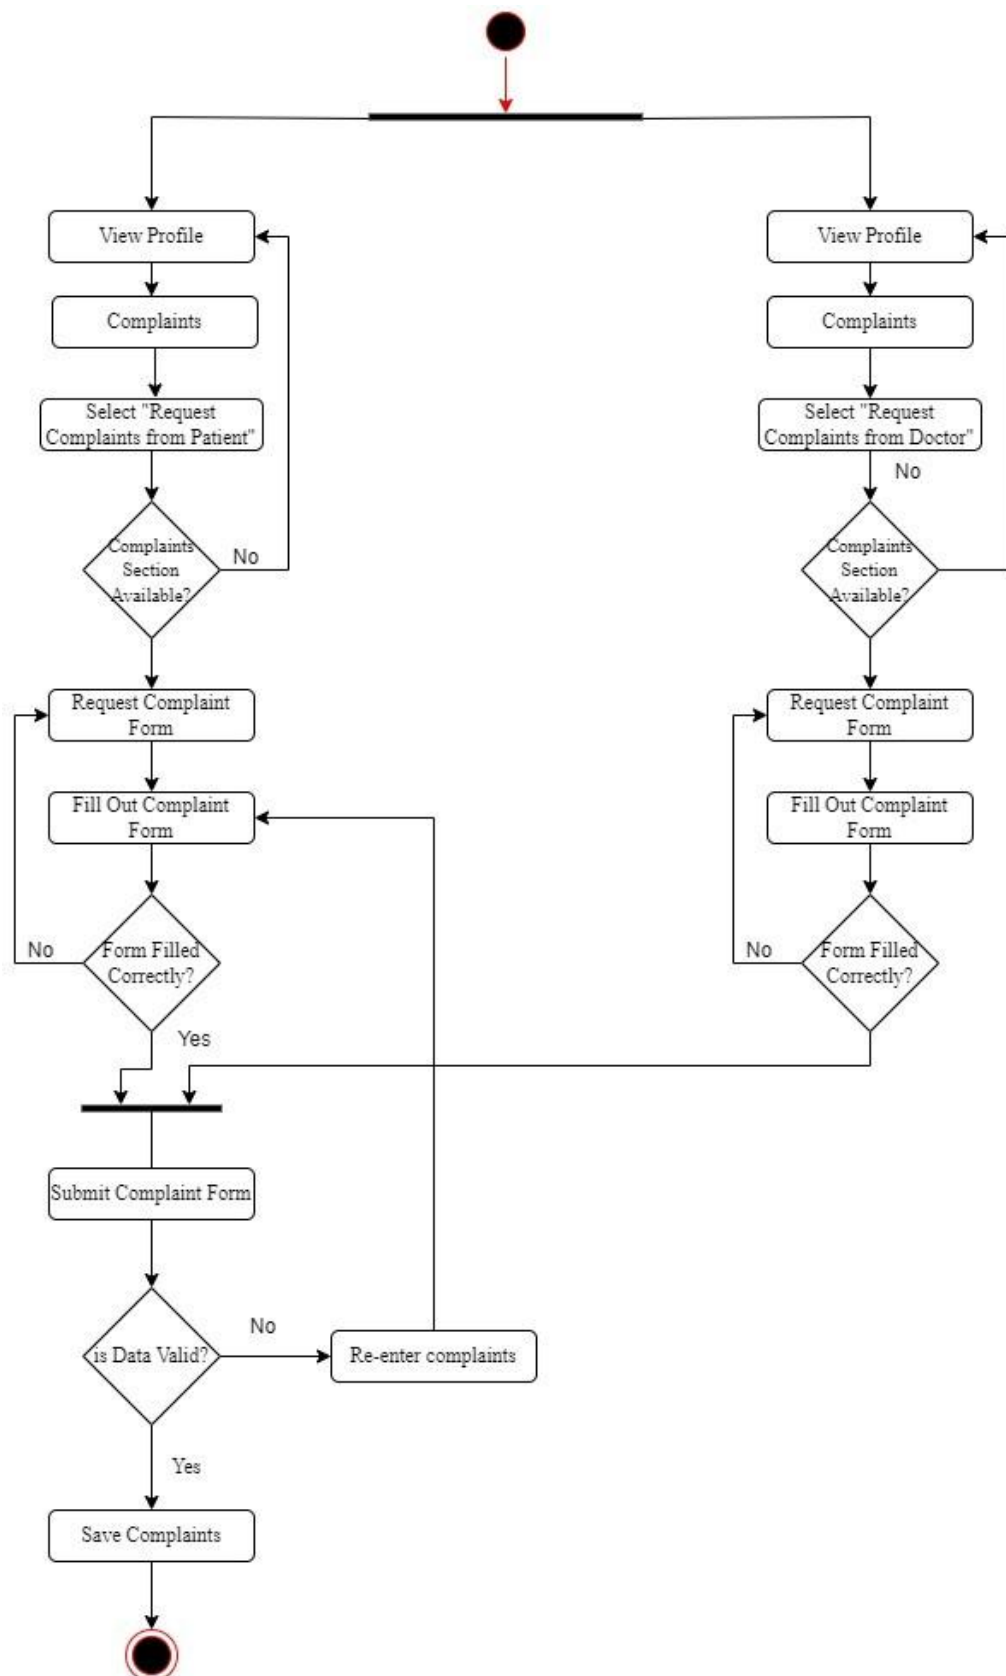 View Profile
Complaints
Select "Request
Complaints from Patient"
Complaints
Section
Available?
No
Request Complaint
Form
Fill Out Complaint
Form
Form Filled
Correctly?
No
Yes
View Profile
Complaints
Select "Request
Complaints from Doctor"
No
Complaints
Section
Available?
Request Complaint
Form
Fill Out Complaint
Form
No
Form Filled
Correctly?
Submit Complaint Form
is Data Valid?
No
Re-enter complaints
Yes
Save Complaints